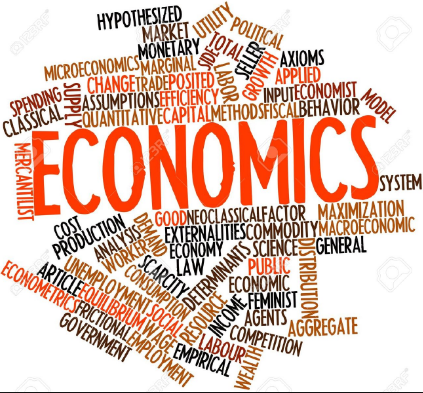 HYPOTHESIZED
MARKET
MONETARY
UTILITY
POLITICAL
TOTAL
SIDE
SELLER
GROWTH
AXIOMS
MICROECONOMICS
MARGINAL
LABOR
APPLIED
SPENDING
SUPPLY
CHANGE
TRADE
POSITED
INPUT
ECONOMIST
MODEL
CLASSICAL
ASSUMPTIONS
EFFICIENCY
BEHAVIOR
QUANTITATIVE
CAPITAL
METHODS
FISCAL
ECONOMICS
MERCANTILIST
SYSTEM
COST
PRODUCTION
DEMAND
GOOD
NEOCLASSICAL
FACTOR
MAXIMIZATION
ANALYSIS
EXTERNALITIES
COMMODITY
MACROECONOMIC
WORK
ECONOMY
SCIENCE
DISTRIBUTION
GENERAL
SCARCITY
LAW
DETERMINANTS
PUBLIC
UNEMPLOYMENT
CONSUMPTION
ECONOMIC
ARTICLE
ECONOMETRICS
EQUILIBRIUM
SOCIAL
RESOURCE
INCOME
FEMINIST
AGENTS
AGGREGATE
FRICTIONAL
WAGE
LABOUR
COMPETITION
GOVERNMENT
EMPLOYMENT
EMPIRICAL
WEALTH